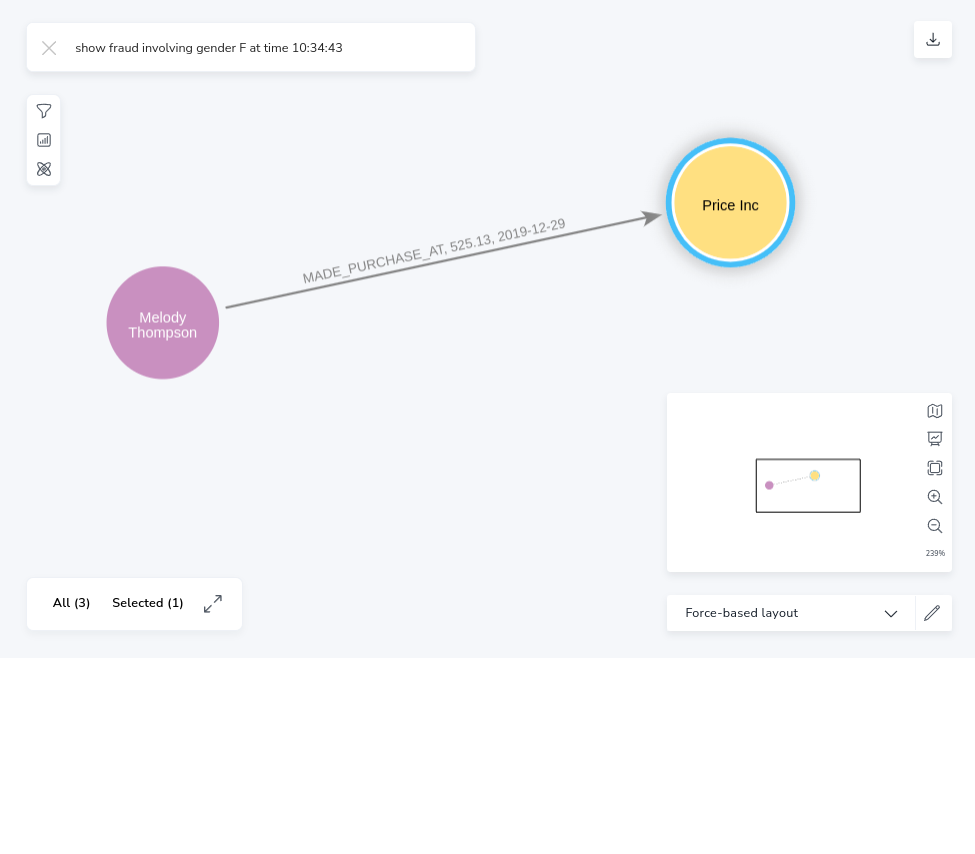 show fraud involving gender F at time 10:34:43
Price Inc
MADE_PURCHASE_AT, 525.13, 2019-12-29
Melody
Thompson
239%
All (3) Selected (1)
Force-based layout